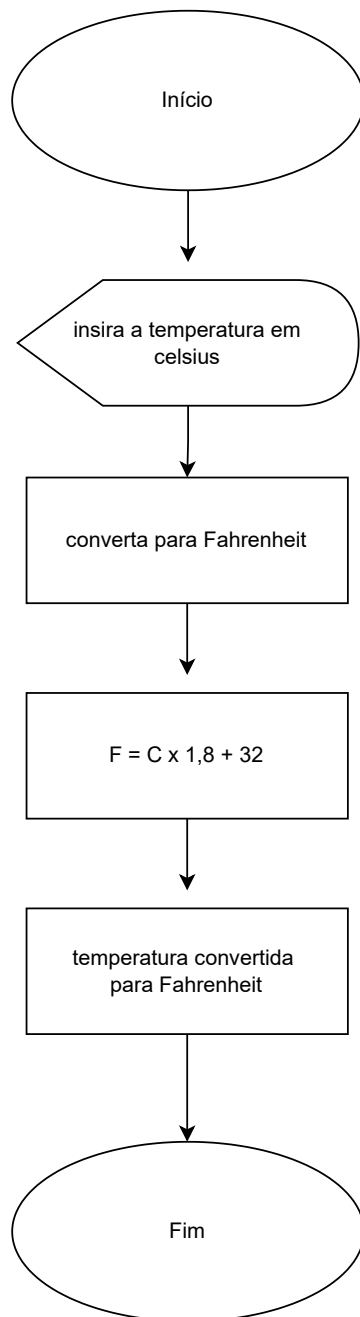 Início
insira a temperatura em
celsius
converta para Fahrenheit
F = C x 1,8 + 32
temperatura convertida
para Fahrenheit
Fim